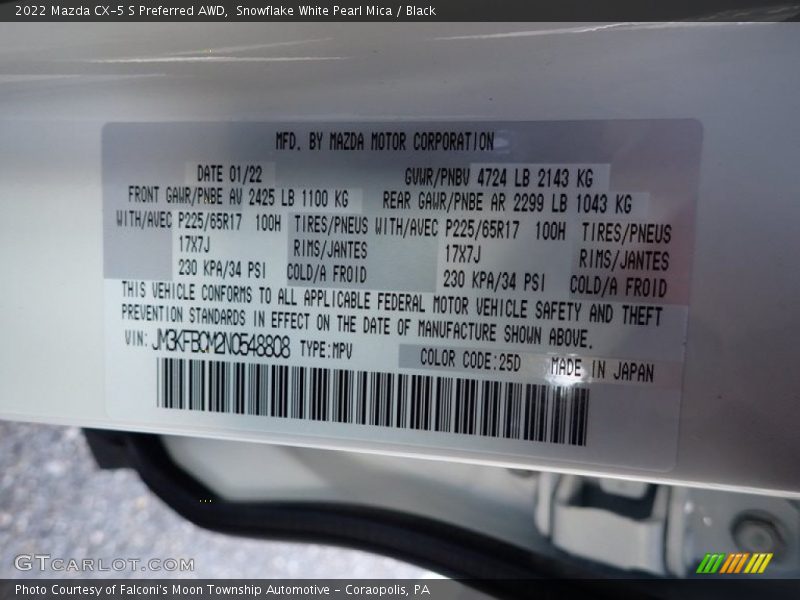 2022 Mazda CX-5 S Preferred AWD, Snowflake White Pearl Mica / Black
MFD. BY MAZDA MOTOR CORPORATION
DATE 01/22 GVWR/PNBV 4724 LB 2143 KG
FRONT GAWR/PNBE AV 2425 LB 1100 KG REAR GAWR/PNBE AR 2299 LB 1043 KG
WITH/AVEC P225/65R17 100H TIRES/PNEUS WITH/AVEC P225/65R17 100H TIRES/PNEUS
17X7J RIMS/JANTES 17X7J RIMS/JANTES
230 KPA/34 PSI COLD/A FROID 230 KPA/34 PSI COLD/A FROID
THIS VEHICLE CONFORMS TO ALL APPLICABLE FEDERAL MOTOR VEHICLE SAFETY AND THEFT
PREVENTION STANDARDS IN EFFECT ON THE DATE OF MANUFACTURE SHOWN ABOVE.
VIN: JM3KFBCM2N0548808 TYPE:MPV COLOR CODE:25D MADE IN JAPAN
GTCARLOT.COM
Photo Courtesy of Falconi's Moon Township Automotive - Coraopolis, PA